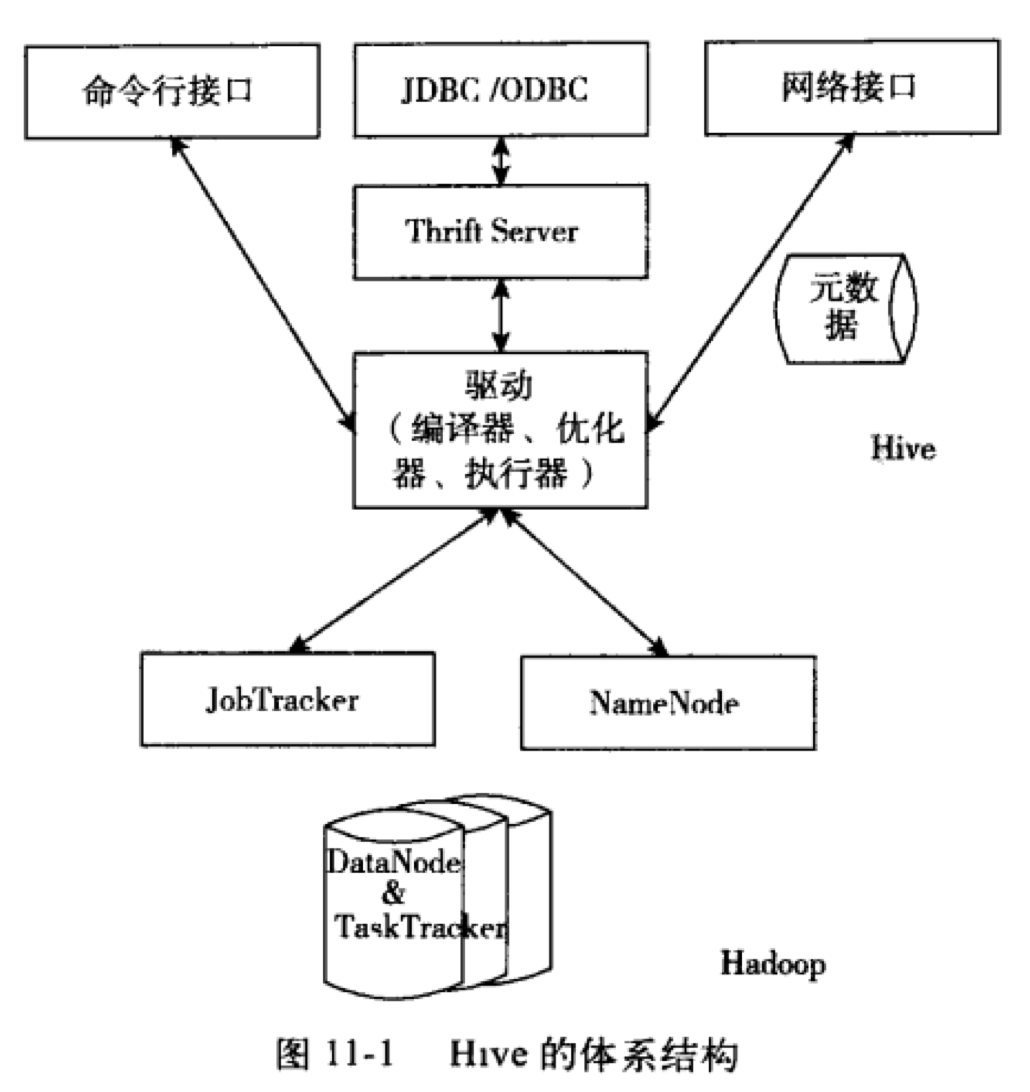 命令行接口
JDBC /ODBC
网络接口
Thrift Server
元数
据
驱动
（编译器、优化
器、执行器）
Hive
JobTracker
NameNode
DataNode
&
TaskTracker
Hadoop
图 11-1 Hive 的体系结构